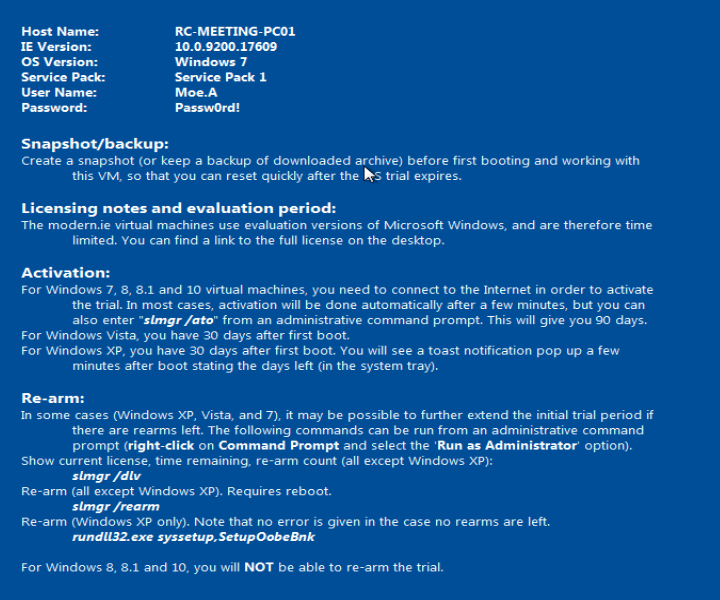 Host Name: RC-MEETING-PC01
IE Version: 10.0.9200.17609
OS Version: Windows 7
Service Pack: Service Pack 1
User Name: Moe.A
Password: Passw0rd!
Snapshot/backup:
Create a snapshot (or keep a backup of downloaded archive) before first booting and working with
this VM, so that you can reset quickly after the S trial expires.
Licensing notes and evaluation period:
The modern.ie virtual machines use evaluation versions of Microsoft Windows, and are therefore time
limited. You can find a link to the full license on the desktop.
Activation:
For Windows 7, 8, 8.1 and 10 virtual machines, you need to connect to the Internet in order to activate
the trial. In most cases, activation will be done automatically after a few minutes, but you can
also enter "slmgr /ato" from an administrative command prompt. This will give you 90 days.
For Windows Vista, you have 30 days after first boot.
For Windows XP, you have 30 days after first boot. You will see a toast notification pop up a few
minutes after boot stating the days left (in the system tray).
Re-arm:
In some cases (Windows XP, Vista, and 7), it may be possible to further extend the initial trial period if
there are rearms left. The following commands can be run from an administrative command
prompt (right-click on Command Prompt and select the 'Run as Administrator' option).
Show current license, time remaining, re-arm count (all except Windows XP):
slmgr /dlv
Re-arm (all except Windows XP). Requires reboot.
slmgr /rearm
Re-arm (Windows XP only). Note that no error is given in the case no rearms are left.
rundll32.exe syssetup,SetupOobeBnk
For Windows 8, 8.1 and 10, you will NOT be able to re-arm the trial.